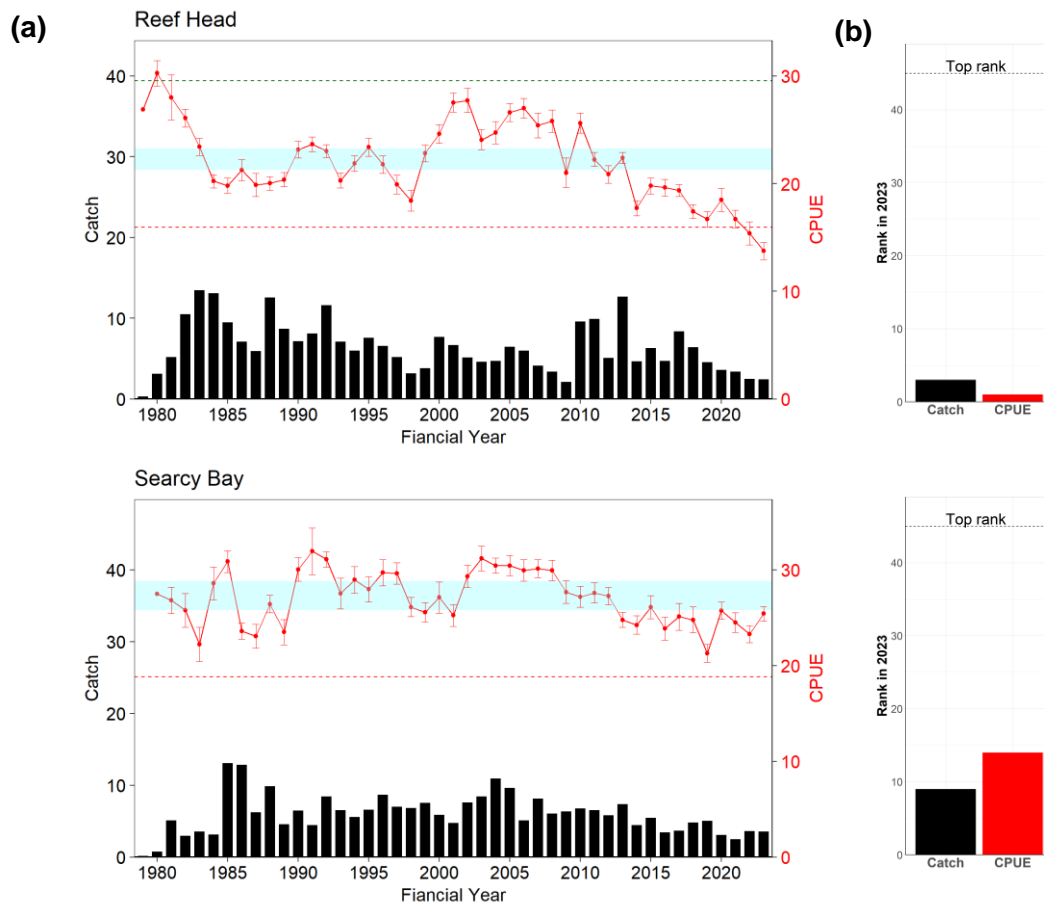 (a)
Reef Head
40
30
20
10
0
Catch
30
20
10
0
CPUE
1980 1985 1990 1995 2000 2005 2010 2015 2020
Fiancial Year
(b)
Top rank
40
30
20
10
0
Rank in 2023
Catch CPUE
Searcy Bay
40
30
20
10
0
Catch
30
20
10
0
CPUE
1980 1985 1990 1995 2000 2005 2010 2015 2020
Fiancial Year
Top rank
40
30
20
10
0
Rank in 2023
Catch CPUE